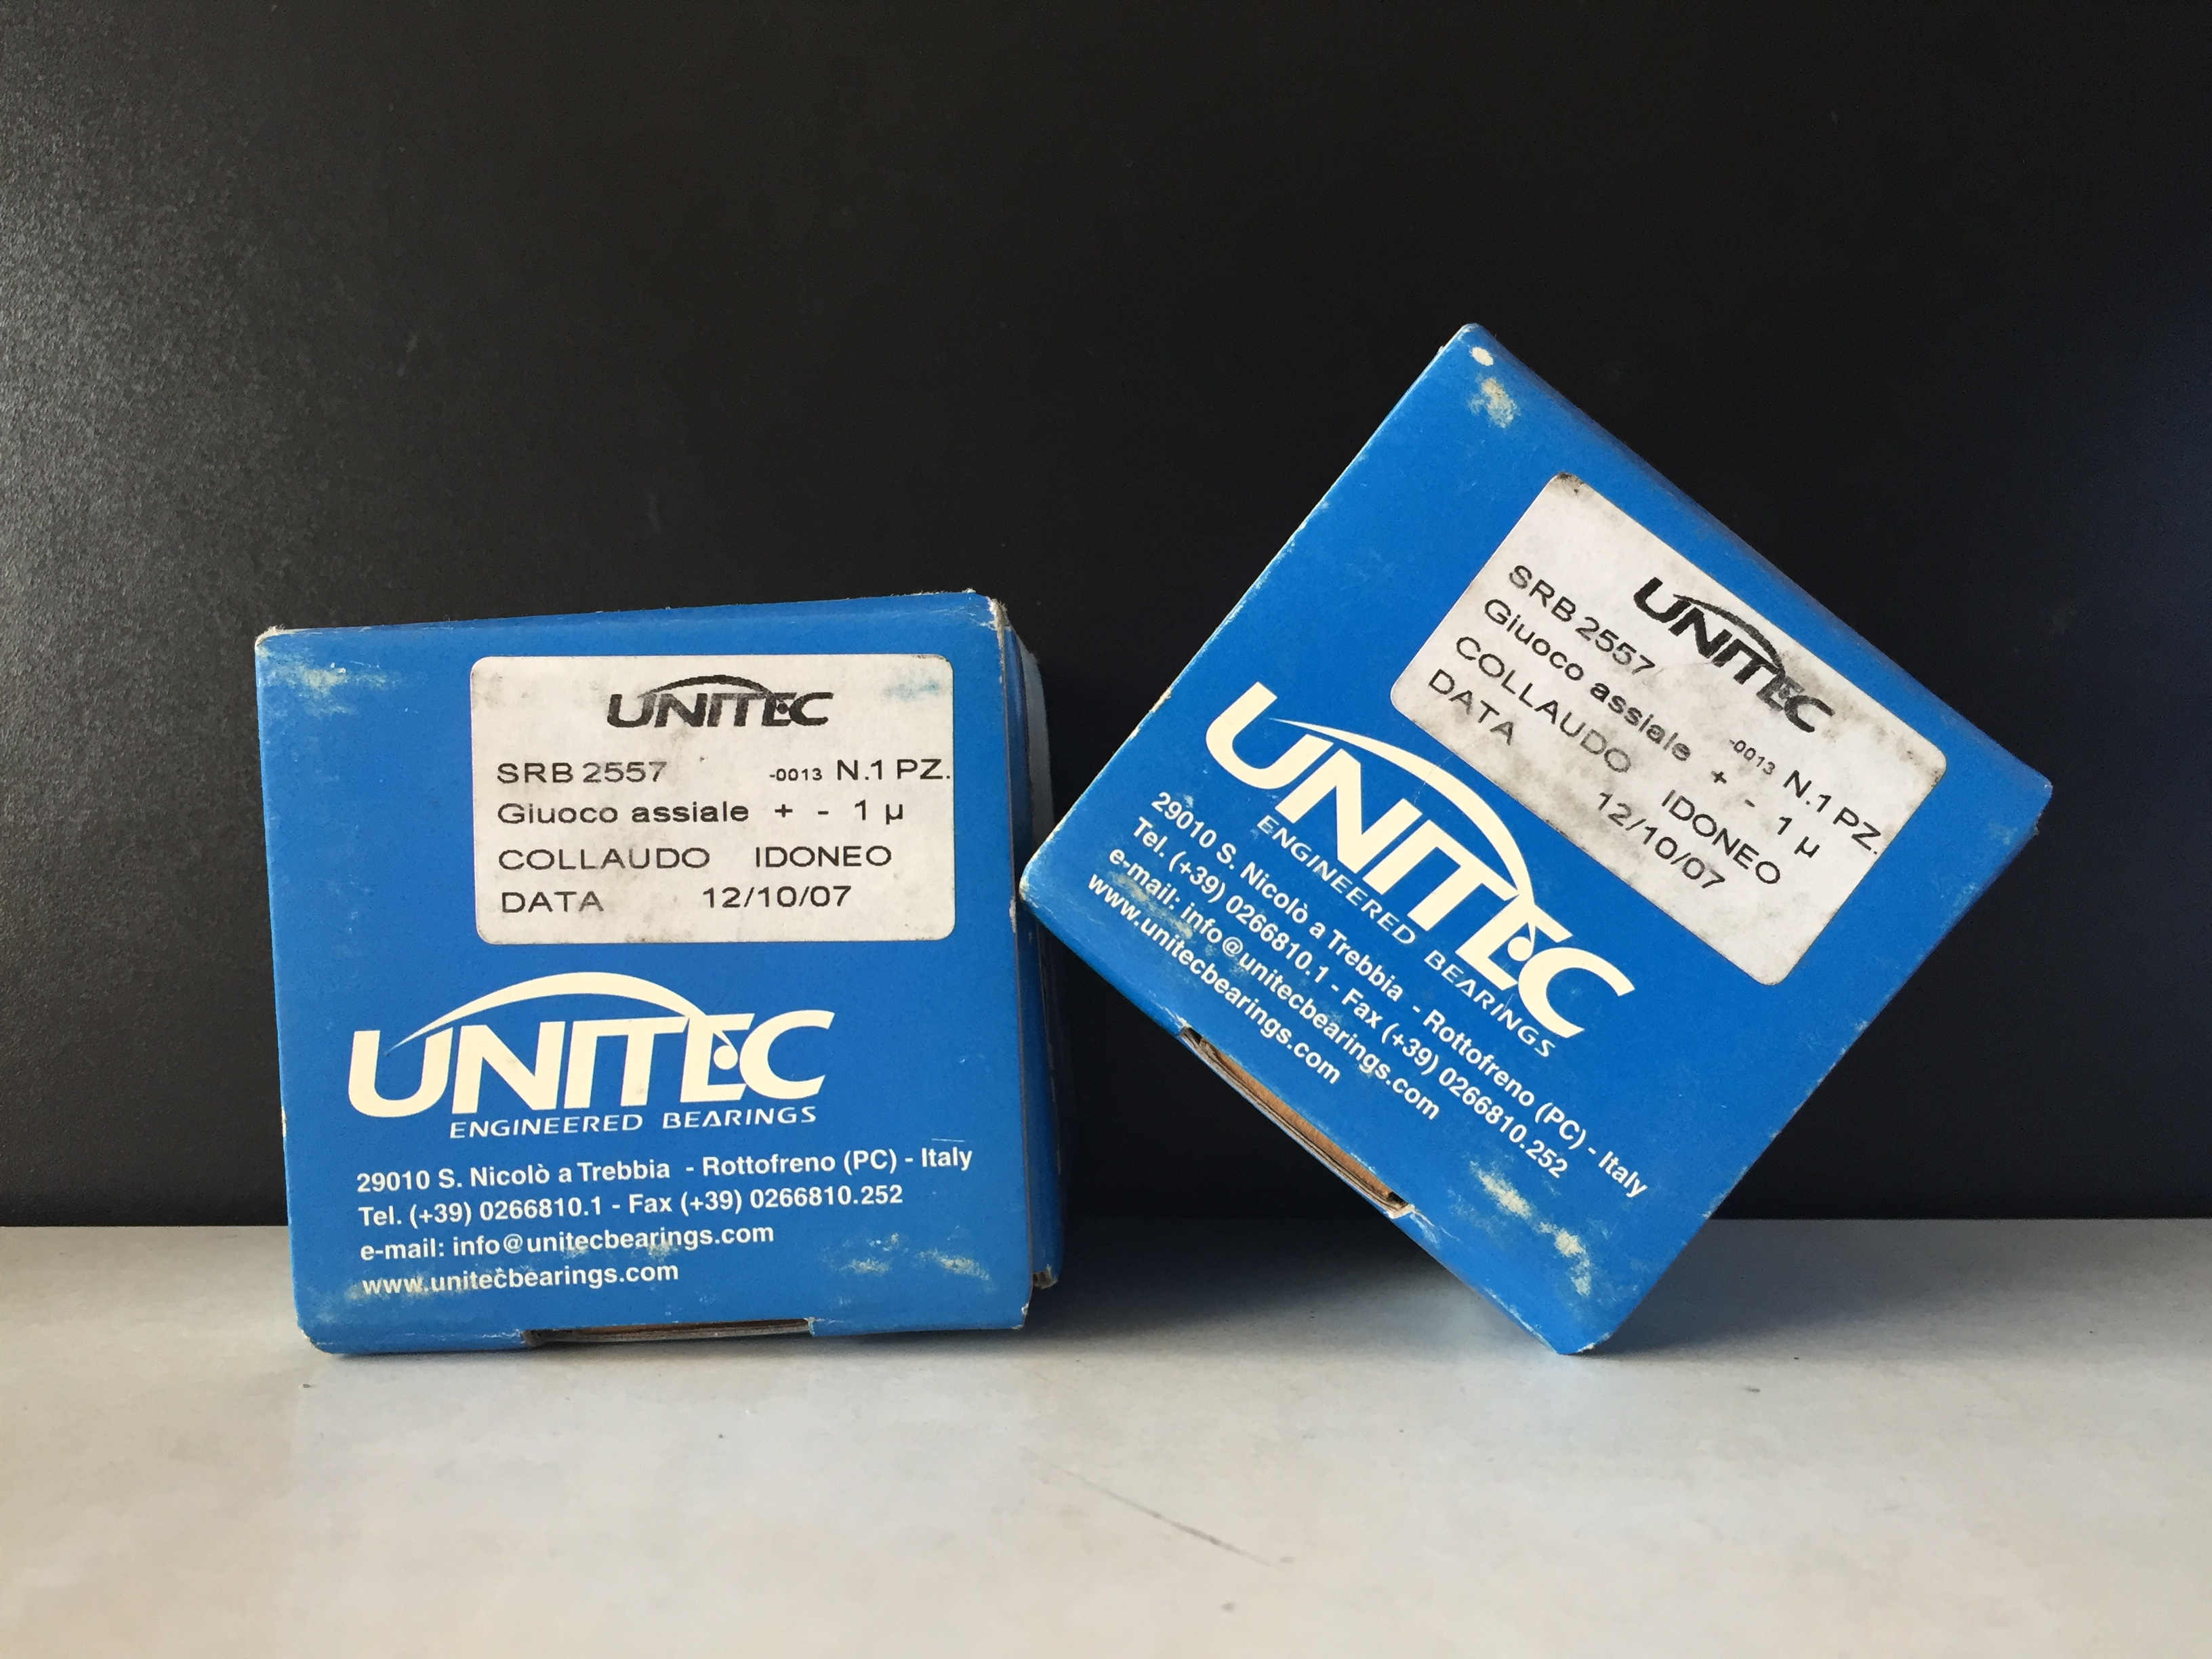 UNITEC
SRB 2557 -0013 N.1 PZ.
Giuoco assiale + - 1 µ
COLLAUDO IDONEO
DATA 12/10/07
UNITEC
ENGINEERED BEARINGS
29010 S. Nicolò a Trebbia - Rottofreno (PC) - Italy
Tel. (+39) 0266810.1 - Fax (+39) 0266810.252
e-mail: info@unitecbearings.com
www.unitecbearings.com
UNITEC
SRB 2557 -0013 N.1 PZ.
Giuoco assiale + - 1 µ
COLLAUDO IDONEO
DATA 12/10/07
UNITEC
ENGINEERED BEARINGS
29010 S. Nicolò a Trebbia - Rottofreno (PC) - Italy
Tel. (+39) 0266810.1 - Fax (+39) 0266810.252
e-mail: info@unitecbearings.com
www.unitecbearings.com